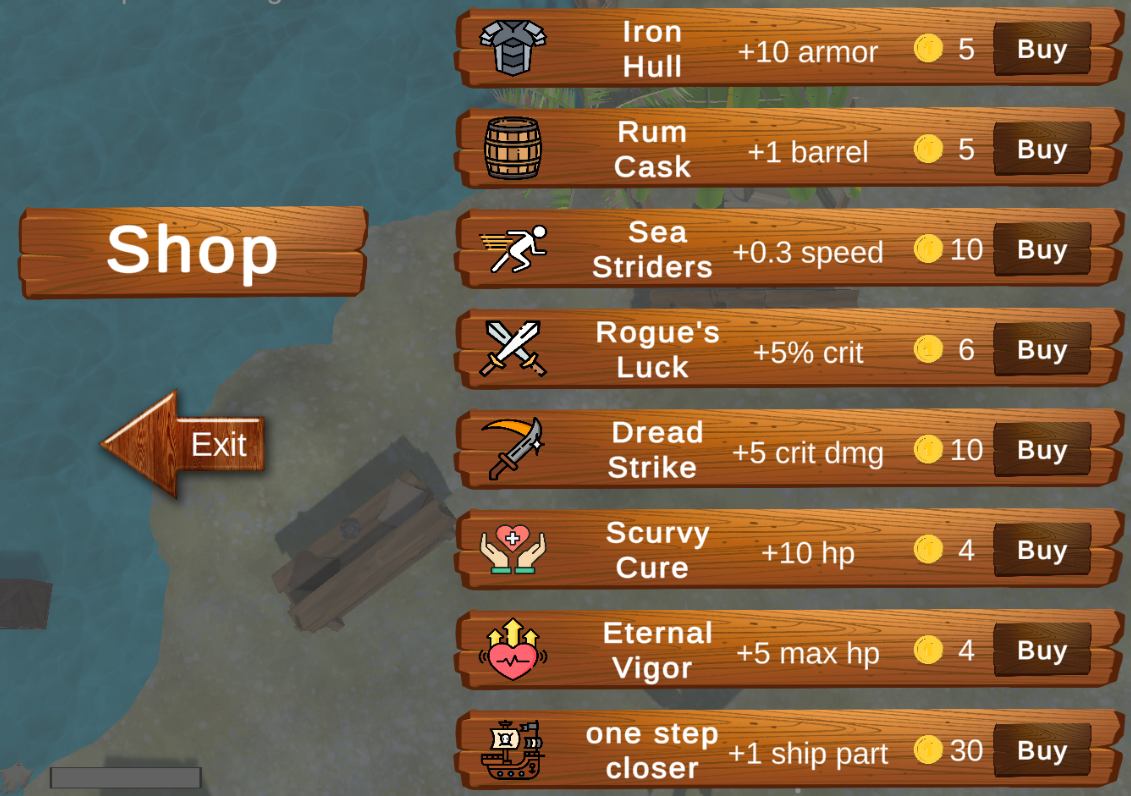 Shop
Exit
Iron
Hull
+10 armor
5
Buy
Rum
Cask
+1 barrel
5
Buy
Sea
Striders
+0.3 speed
10
Buy
Rogue's
Luck
+5% crit
6
Buy
Dread
Strike
+5 crit dmg
10
Buy
Scurvy
Cure
+10 hp
4
Buy
Eternal
Vigor
+5 max hp
4
Buy
one step
closer
+1 ship part
30
Buy